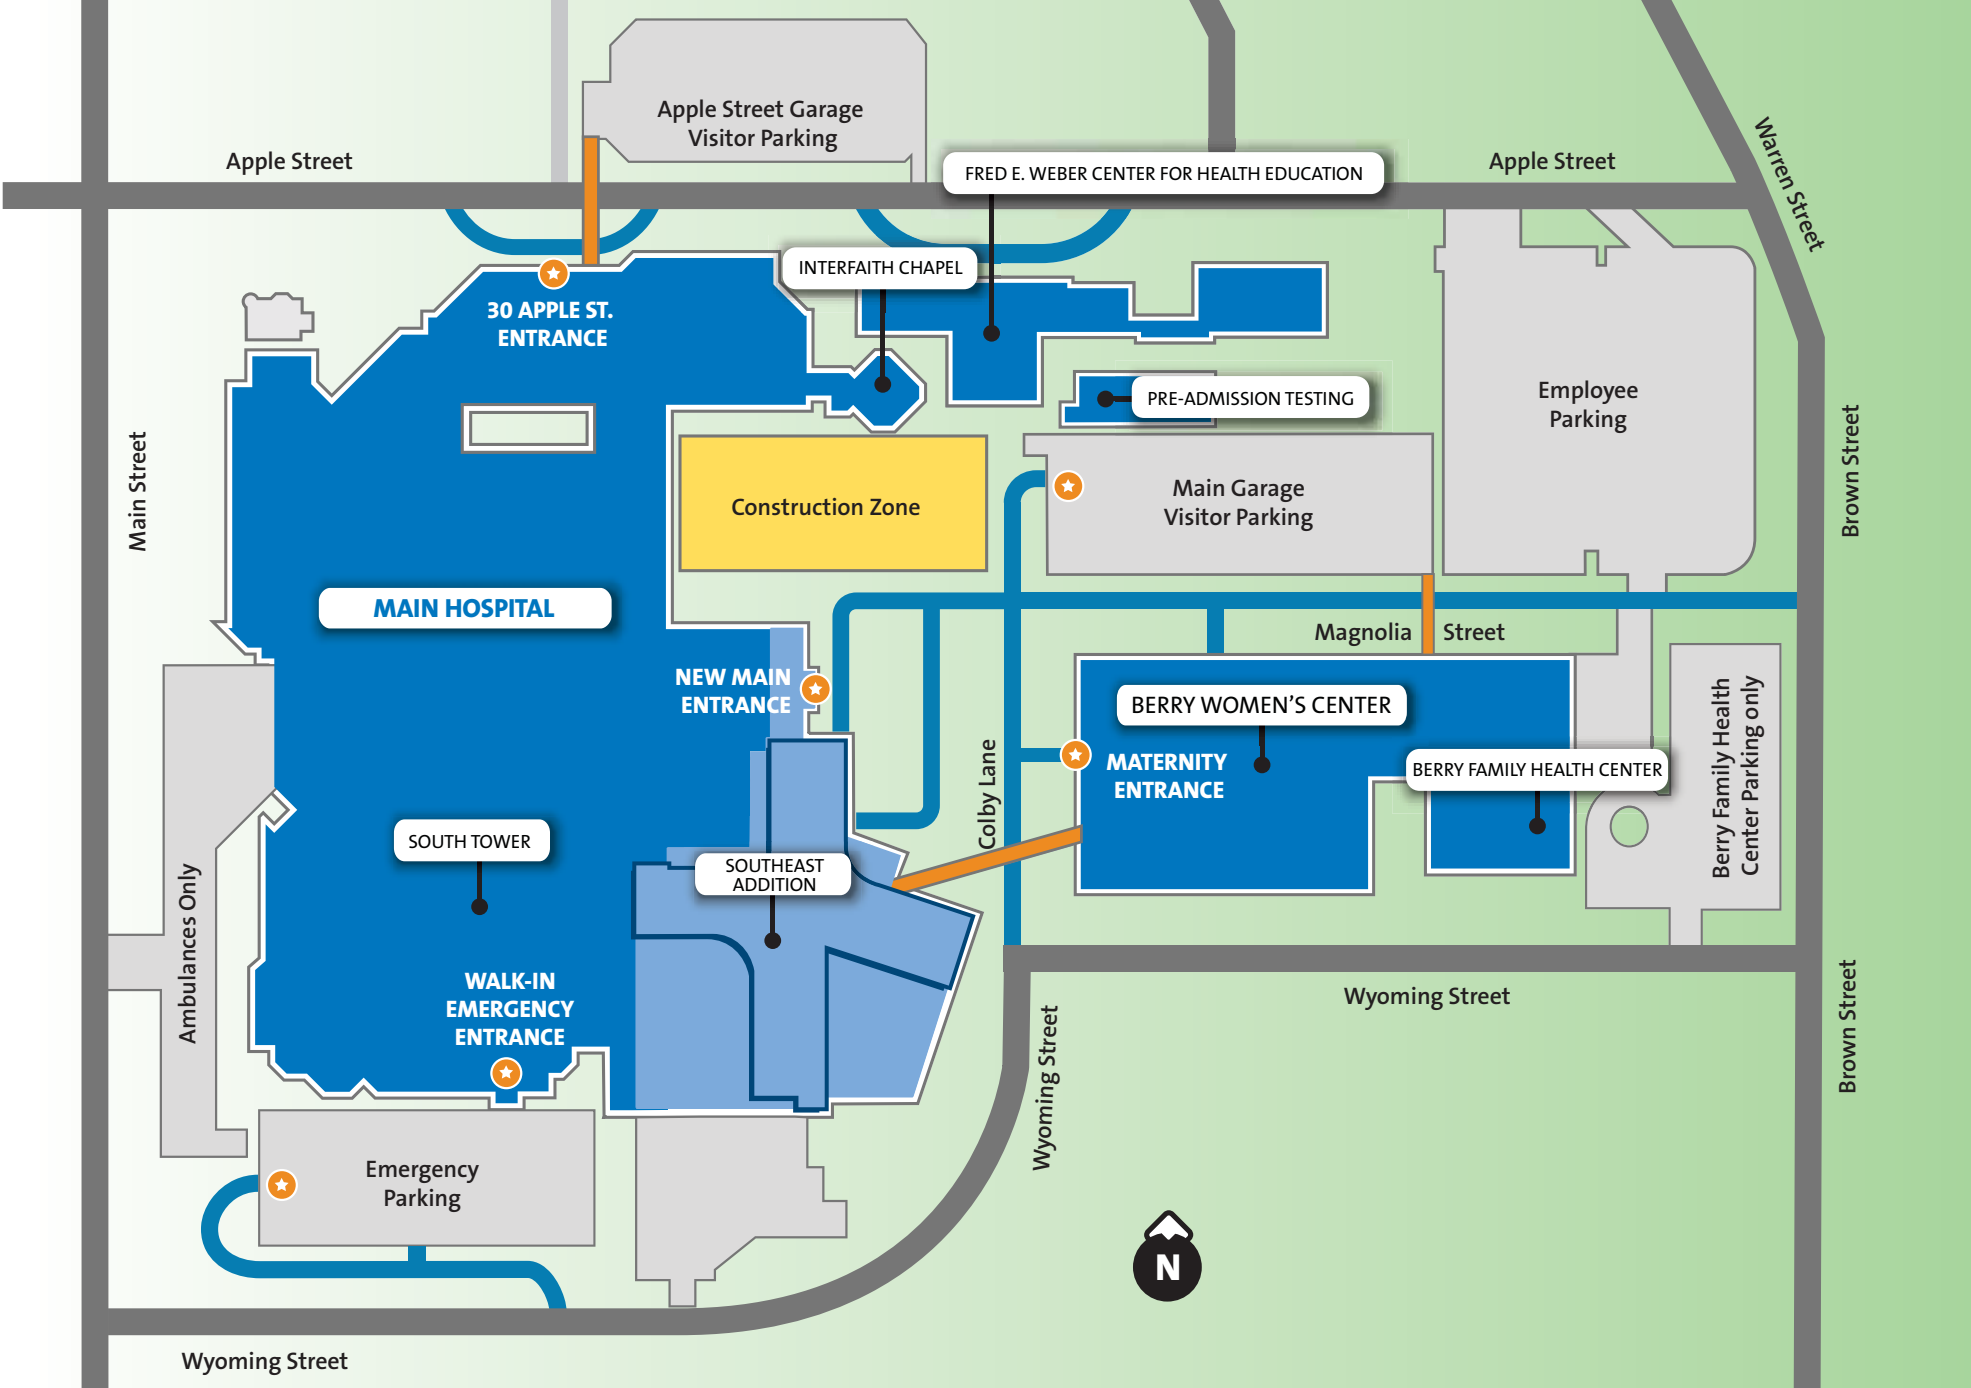 Apple Street Garage
Visitor Parking
Apple Street
FRED E. WEBER CENTER FOR HEALTH EDUCATION
Apple Street
Warren Street
INTERFAITH CHAPEL
30 APPLE ST.
ENTRANCE
PRE-ADMISSION TESTING
Employee
Parking
Main Street
Brown Street
Construction Zone
Main Garage
Visitor Parking
MAIN HOSPITAL
Magnolia
Street
NEW MAIN
ENTRANCE
BERRY WOMEN'S CENTER
MATERNITY
ENTRANCE
BERRY FAMILY HEALTH CENTER
Berry Family Health
Center Parking only
Colby Lane
SOUTH TOWER
SOUTHEAST
ADDITION
Ambulances Only
WALK-IN
EMERGENCY
ENTRANCE
Wyoming Street
Wyoming Street
Brown Street
Emergency
Parking
N
Wyoming Street